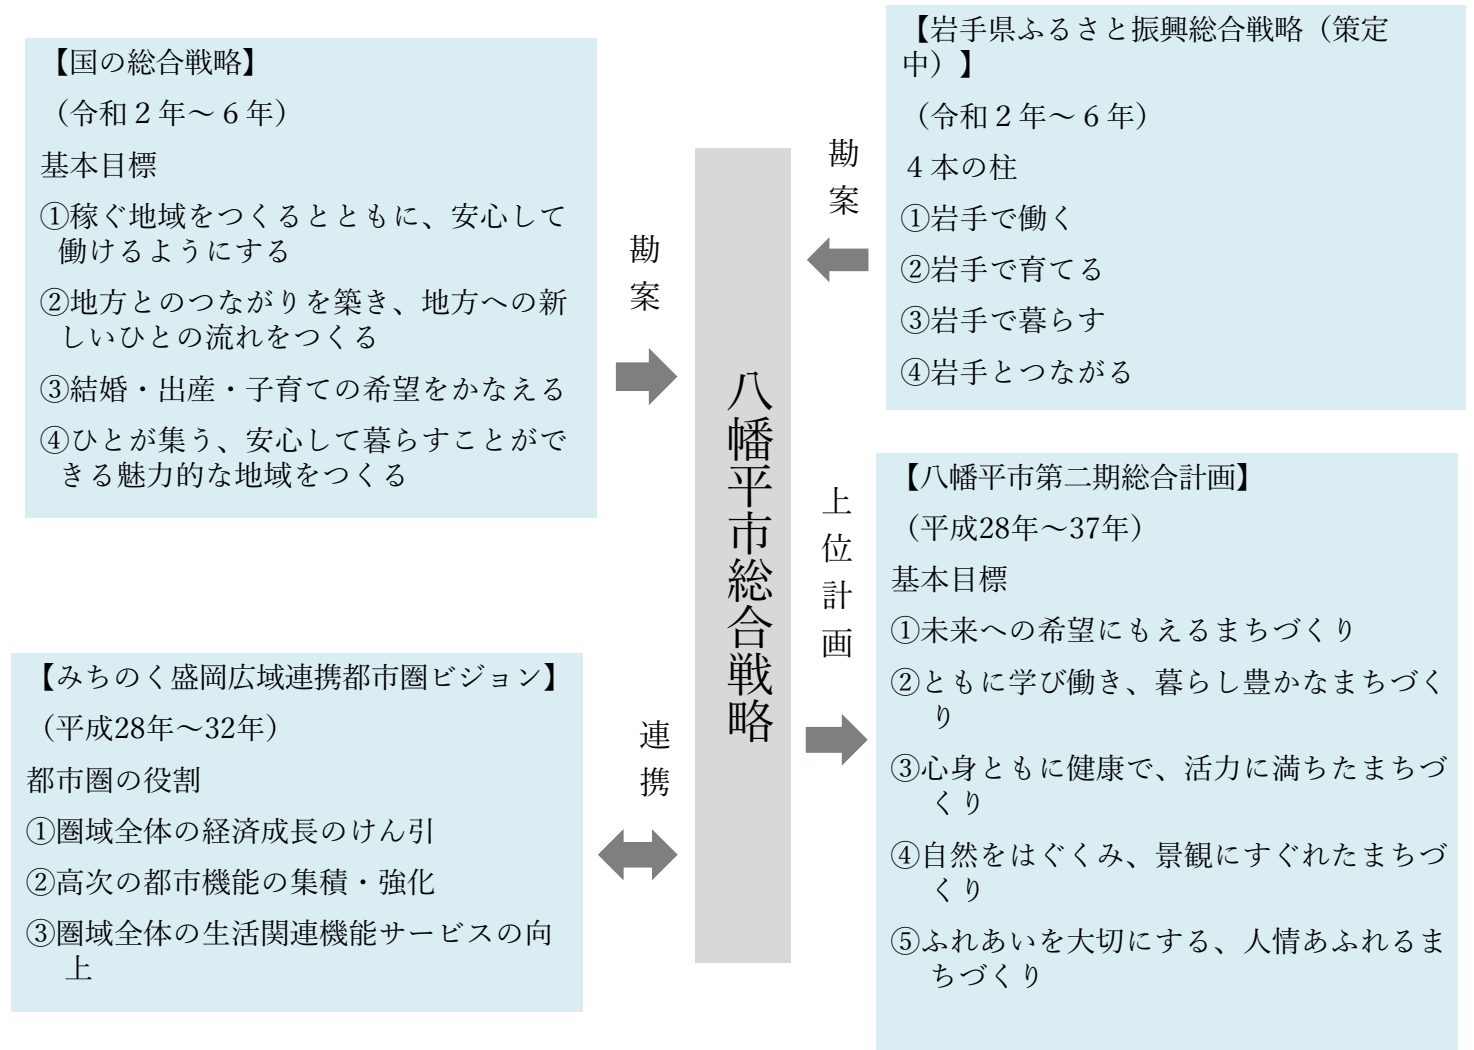 【国の総合戦略】
（令和２年～６年）
基本目標
①稼ぐ地域をつくるとともに、安心して
働けるようにする
②地方とのつながりを築き、地方への新
しいひとの流れをつくる
③結婚・出産・子育ての希望をかなえる
④ひとが集う、安心して暮らすことがで
きる魅力的な地域をつくる
勘案
【みちのく盛岡広域連携都市圏ビジョン】
（平成28年～32年）
都市圏の役割
①圏域全体の経済成長のけん引
②高次の都市機能の集積・強化
③圏域全体の生活関連機能サービスの向
上
連携
八幡平市総合戦略
勘案
【岩手県ふるさと振興総合戦略（策定
中）】
（令和２年～６年）
４本の柱
①岩手で働く
②岩手で育てる
③岩手で暮らす
④岩手とつながる
上位計画
【八幡平市第二期総合計画】
（平成28年～37年）
基本目標
①未来への希望にもえるまちづくり
②ともに学び働き、暮らし豊かなまちづく
り
③心身ともに健康で、活力に満ちたまちづ
くり
④自然をはぐくみ、景観にすぐれたまちづ
くり
⑤ふれあいを大切にする、人情あふれるま
ちづくり